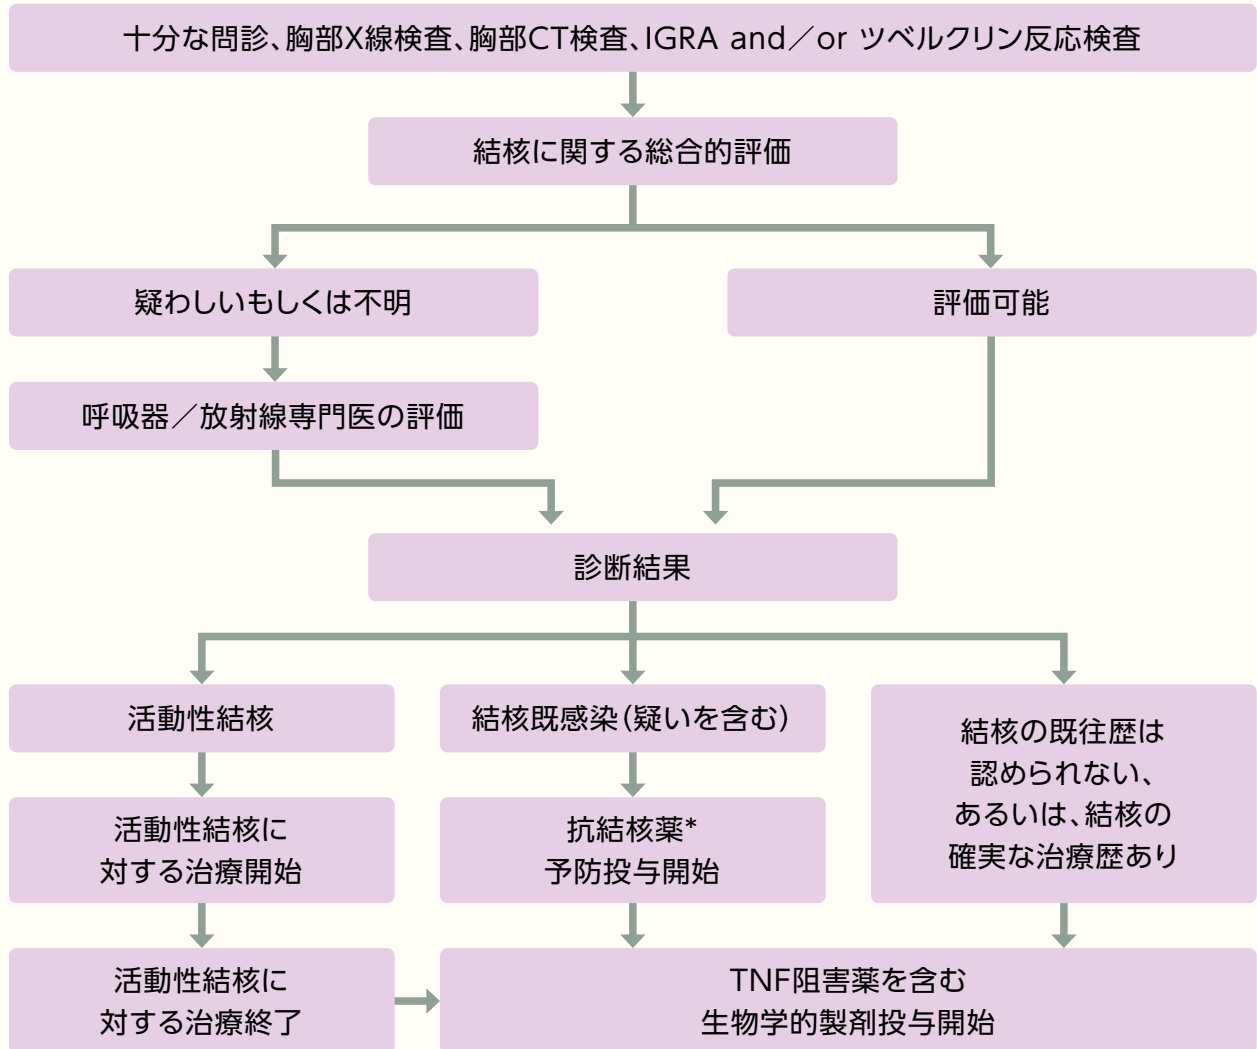 十分な問診、胸部X線検査、胸部CT検査、IGRA and／or ツベルクリン反応検査
結核に関する総合的評価
疑わしいもしくは不明
評価可能
呼吸器／放射線専門医の評価
診断結果
活動性結核
結核既感染（疑いを含む）
結核の既往歴は
認められない、
あるいは、結核の
確実な治療歴あり
活動性結核に
対する治療開始
抗結核薬*
予防投与開始
活動性結核に
対する治療終了
TNF阻害薬を含む
生物学的製剤投与開始